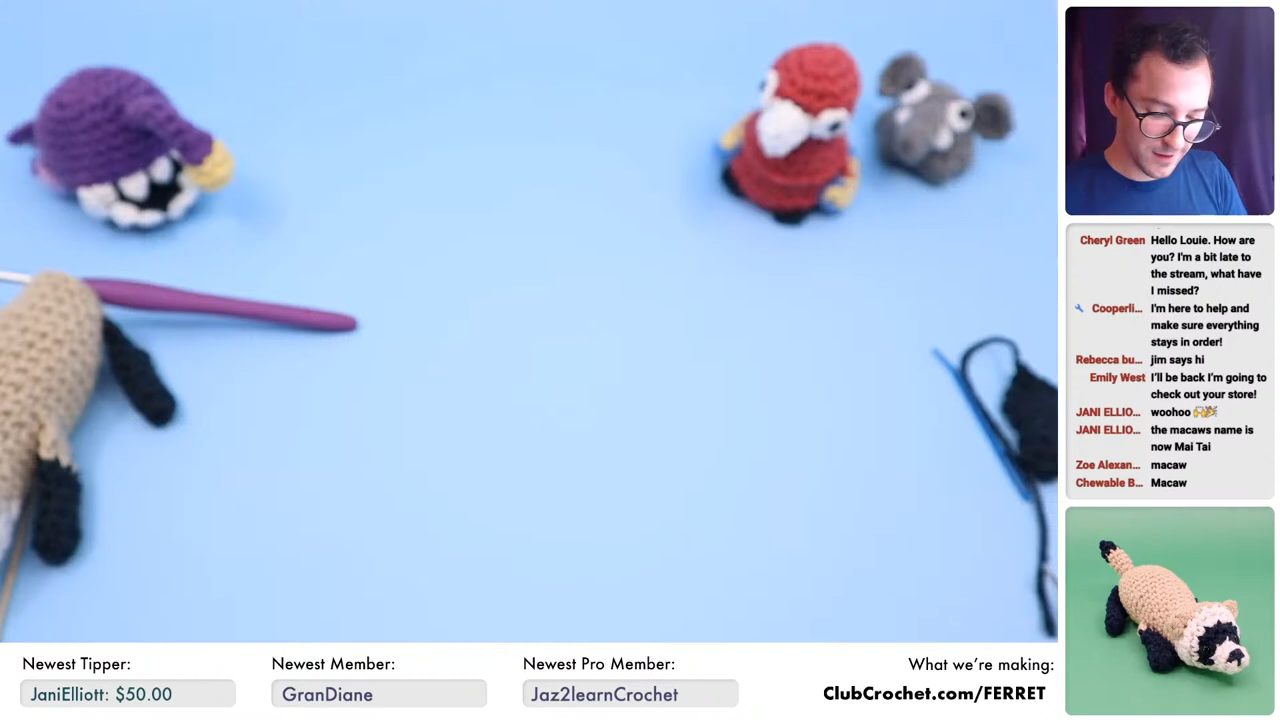 Cheryl Green Hello Louie. How are
you? I'm a bit late to
the stream, what have
I missed?
Cooperli... I'm here to help and
make sure everything
stays in order!
Rebecca bu... jim says hi
Emily West I'll be back I'm going to
check out your store!
JANI ELLIO... woohoo
JANI ELLIO... the macaws name is
now Mai Tai
Zoe Alexan... macaw
Chewable B... Macaw
Newest Tipper:
JaniElliott: $50.00
Newest Member:
GranDiane
Newest Pro Member:
Jaz2learnCrochet
What we're making:
ClubCrochet.com/FERRET